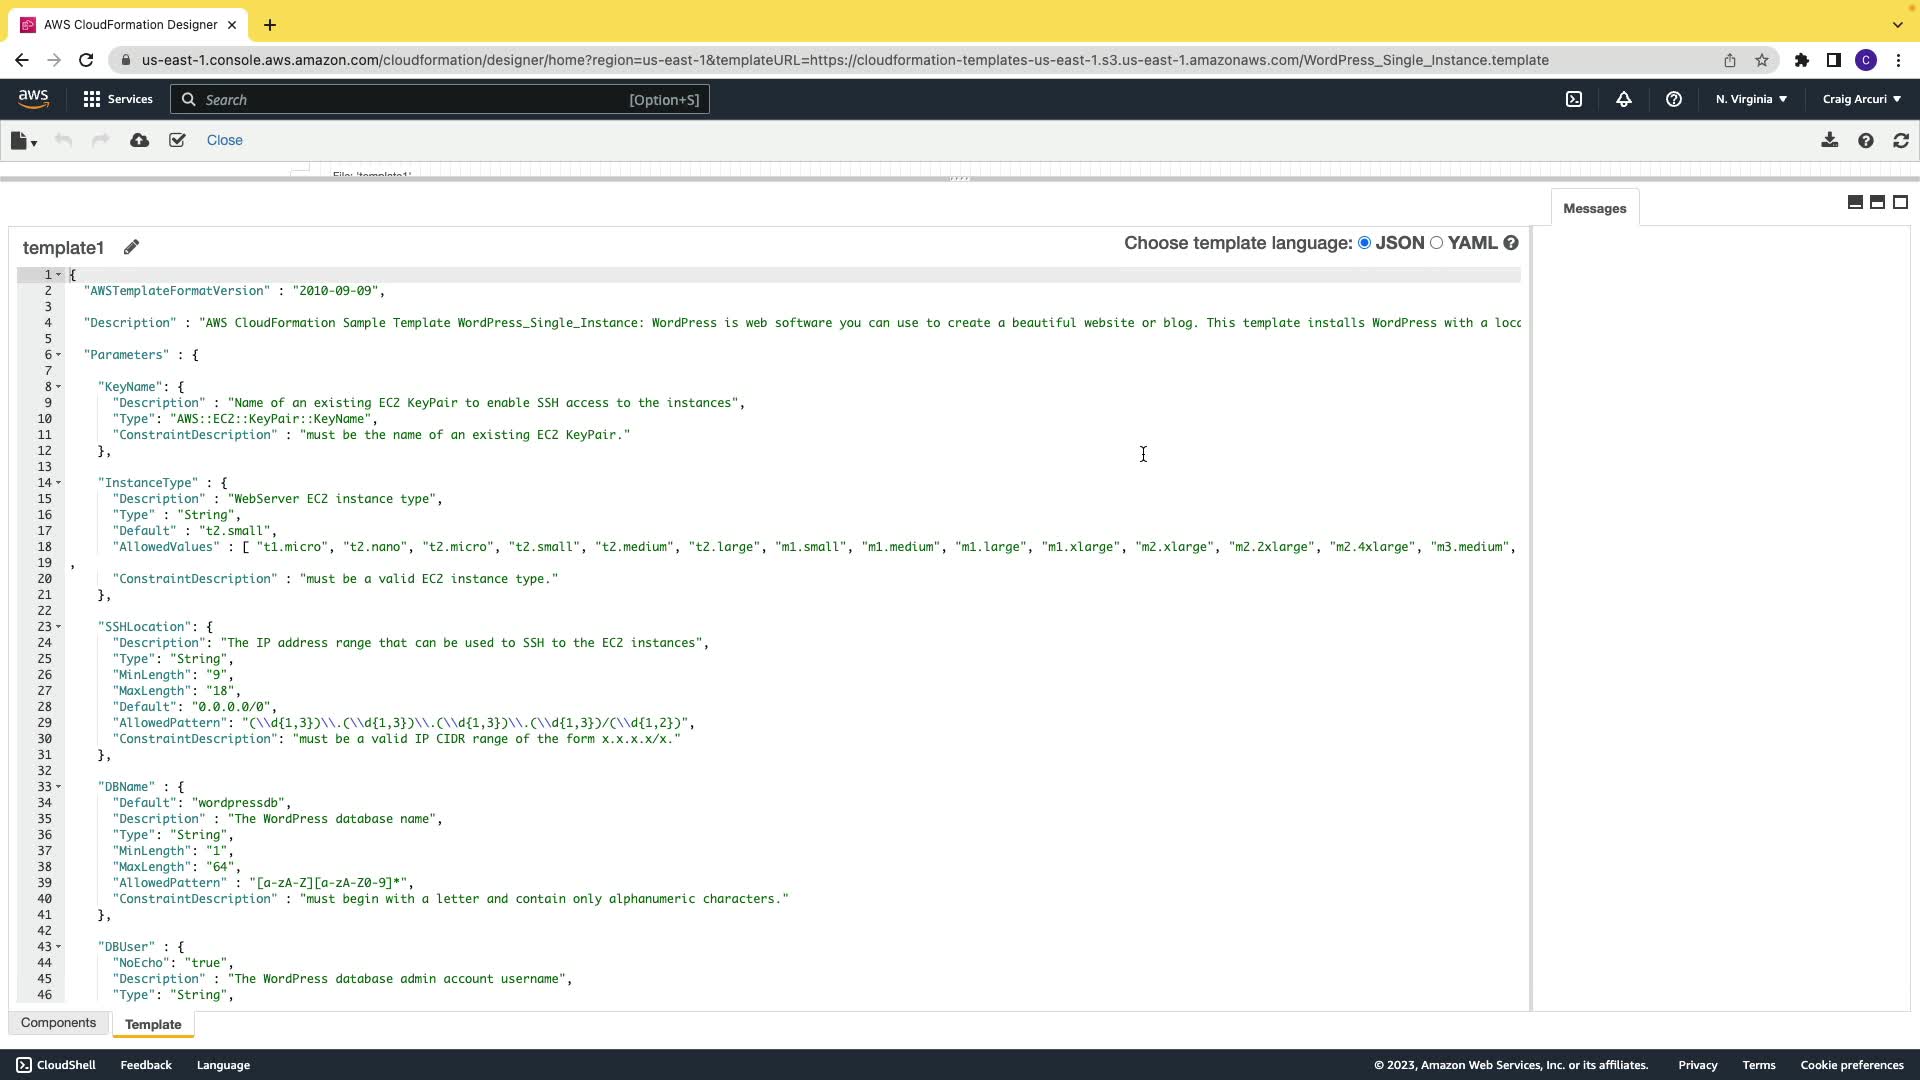 AWS CloudFormation Designer
us-east-1.console.aws.amazon.com/cloudformation/designer/home?region=us-east-1&templateURL=https://cloudformation-templates-us-east-1.s3.us-east-1.amazonaws.com/WordPress_Single_Instance.template
C
aws Services Search [Option+S] N. Virginia Craig Arcuri
Close
File: 'template1'
Messages
template1 Choose template language: JSON YAML
1 {
2 "AWSTemplateFormatVersion" : "2010-09-09",
3
4 "Description" : "AWS CloudFormation Sample Template WordPress_Single_Instance: WordPress is web software you can use to create a beautiful website or blog. This template installs WordPress with a loca
5
6 "Parameters" : {
7
8 "KeyName": {
9 "Description" : "Name of an existing EC2 KeyPair to enable SSH access to the instances",
10 "Type": "AWS::EC2::KeyPair::KeyName",
11 "ConstraintDescription" : "must be the name of an existing EC2 KeyPair."
12 },
13
14 "InstanceType" : {
15 "Description" : "WebServer EC2 instance type",
16 "Type" : "String",
17 "Default" : "t2.small",
18 "AllowedValues" : [ "t1.micro", "t2.nano", "t2.micro", "t2.small", "t2.medium", "t2.large", "m1.small", "m1.medium", "m1.large", "m1.xlarge", "m2.xlarge", "m2.2xlarge", "m2.4xlarge", "m3.medium",
19 ,
20 "ConstraintDescription" : "must be a valid EC2 instance type."
21 },
22
23 "SSHLocation": {
24 "Description": "The IP address range that can be used to SSH to the EC2 instances",
25 "Type": "String",
26 "MinLength": "9",
27 "MaxLength": "18",
28 "Default": "0.0.0.0/0",
29 "AllowedPattern": "(\\d{1,3})\\.(\\d{1,3})\\.(\\d{1,3})\\.(\\d{1,3})/(\\d{1,2})",
30 "ConstraintDescription": "must be a valid IP CIDR range of the form x.x.x.x/x."
31 },
32
33 "DBName" : {
34 "Default": "wordpressdb",
35 "Description" : "The WordPress database name",
36 "Type": "String",
37 "MinLength": "1",
38 "MaxLength": "64",
39 "AllowedPattern" : "[a-zA-Z][a-zA-Z0-9]*",
40 "ConstraintDescription" : "must begin with a letter and contain only alphanumeric characters."
41 },
42
43 "DBUser" : {
44 "NoEcho": "true",
45 "Description" : "The WordPress database admin account username",
46 "Type": "String",
Components Template
CloudShell Feedback Language © 2023, Amazon Web Services, Inc. or its affiliates. Privacy Terms Cookie preferences